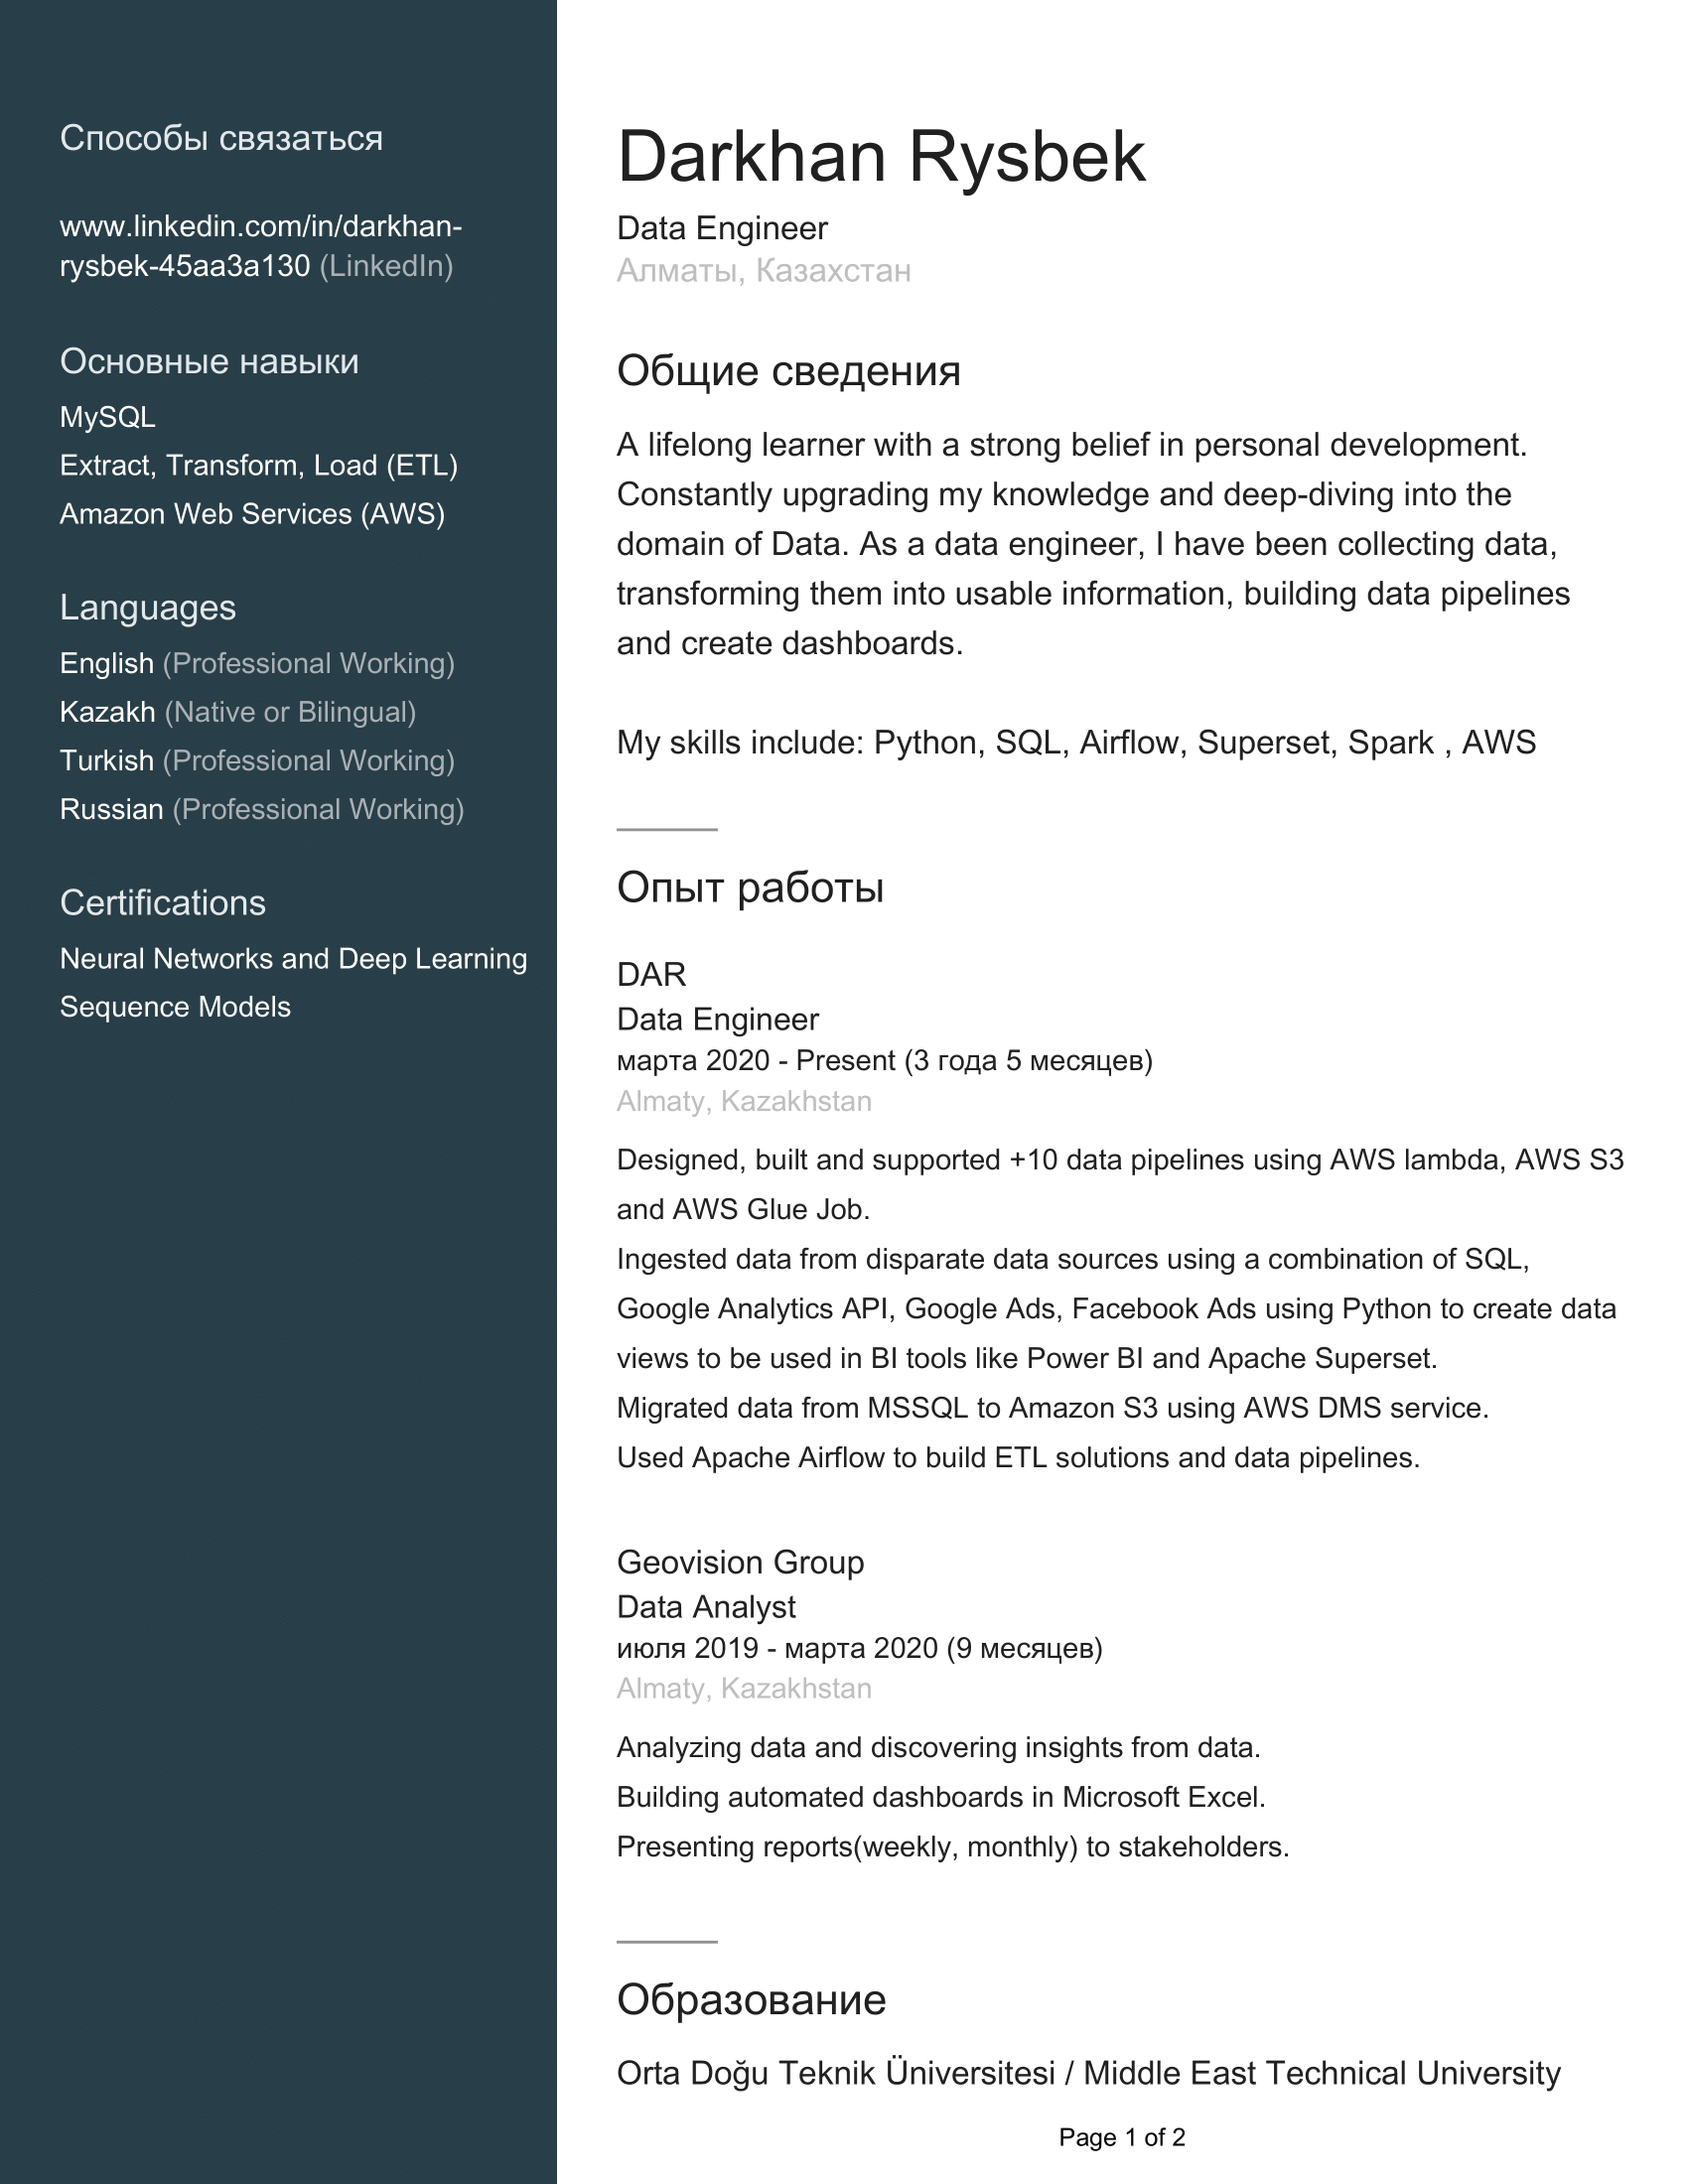 Способы связаться
www.linkedin.com/in/darkhan-
rysbek-45aa3a130 (LinkedIn)
Основные навыки
MySQL
Extract, Transform, Load (ETL)
Amazon Web Services (AWS)
Languages
English (Professional Working)
Kazakh (Native or Bilingual)
Turkish (Professional Working)
Russian (Professional Working)
Certifications
Neural Networks and Deep Learning
Sequence Models
Darkhan Rysbek
Data Engineer
Алматы, Казахстан
Общие сведения
A lifelong learner with a strong belief in personal development.
Constantly upgrading my knowledge and deep-diving into the
domain of Data. As a data engineer, I have been collecting data,
transforming them into usable information, building data pipelines
and create dashboards.
My skills include: Python, SQL, Airflow, Superset, Spark , AWS
Опыт работы
DAR
Data Engineer
марта 2020 - Present (3 года 5 месяцев)
Almaty, Kazakhstan
Designed, built and supported +10 data pipelines using AWS lambda, AWS S3
and AWS Glue Job.
Ingested data from disparate data sources using a combination of SQL,
Google Analytics API, Google Ads, Facebook Ads using Python to create data
views to be used in BI tools like Power BI and Apache Superset.
Migrated data from MSSQL to Amazon S3 using AWS DMS service.
Used Apache Airflow to build ETL solutions and data pipelines.
Geovision Group
Data Analyst
июля 2019 - марта 2020 (9 месяцев)
Almaty, Kazakhstan
Analyzing data and discovering insights from data.
Building automated dashboards in Microsoft Excel.
Presenting reports(weekly, monthly) to stakeholders.
Образование
Orta Doğu Teknik Üniversitesi / Middle East Technical University
Page 1 of 2